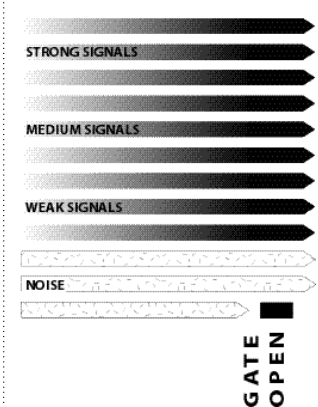 STRONG SIGNALS
MEDIUM SIGNALS
WEAK SIGNALS
NOISE
GATE
OPEN